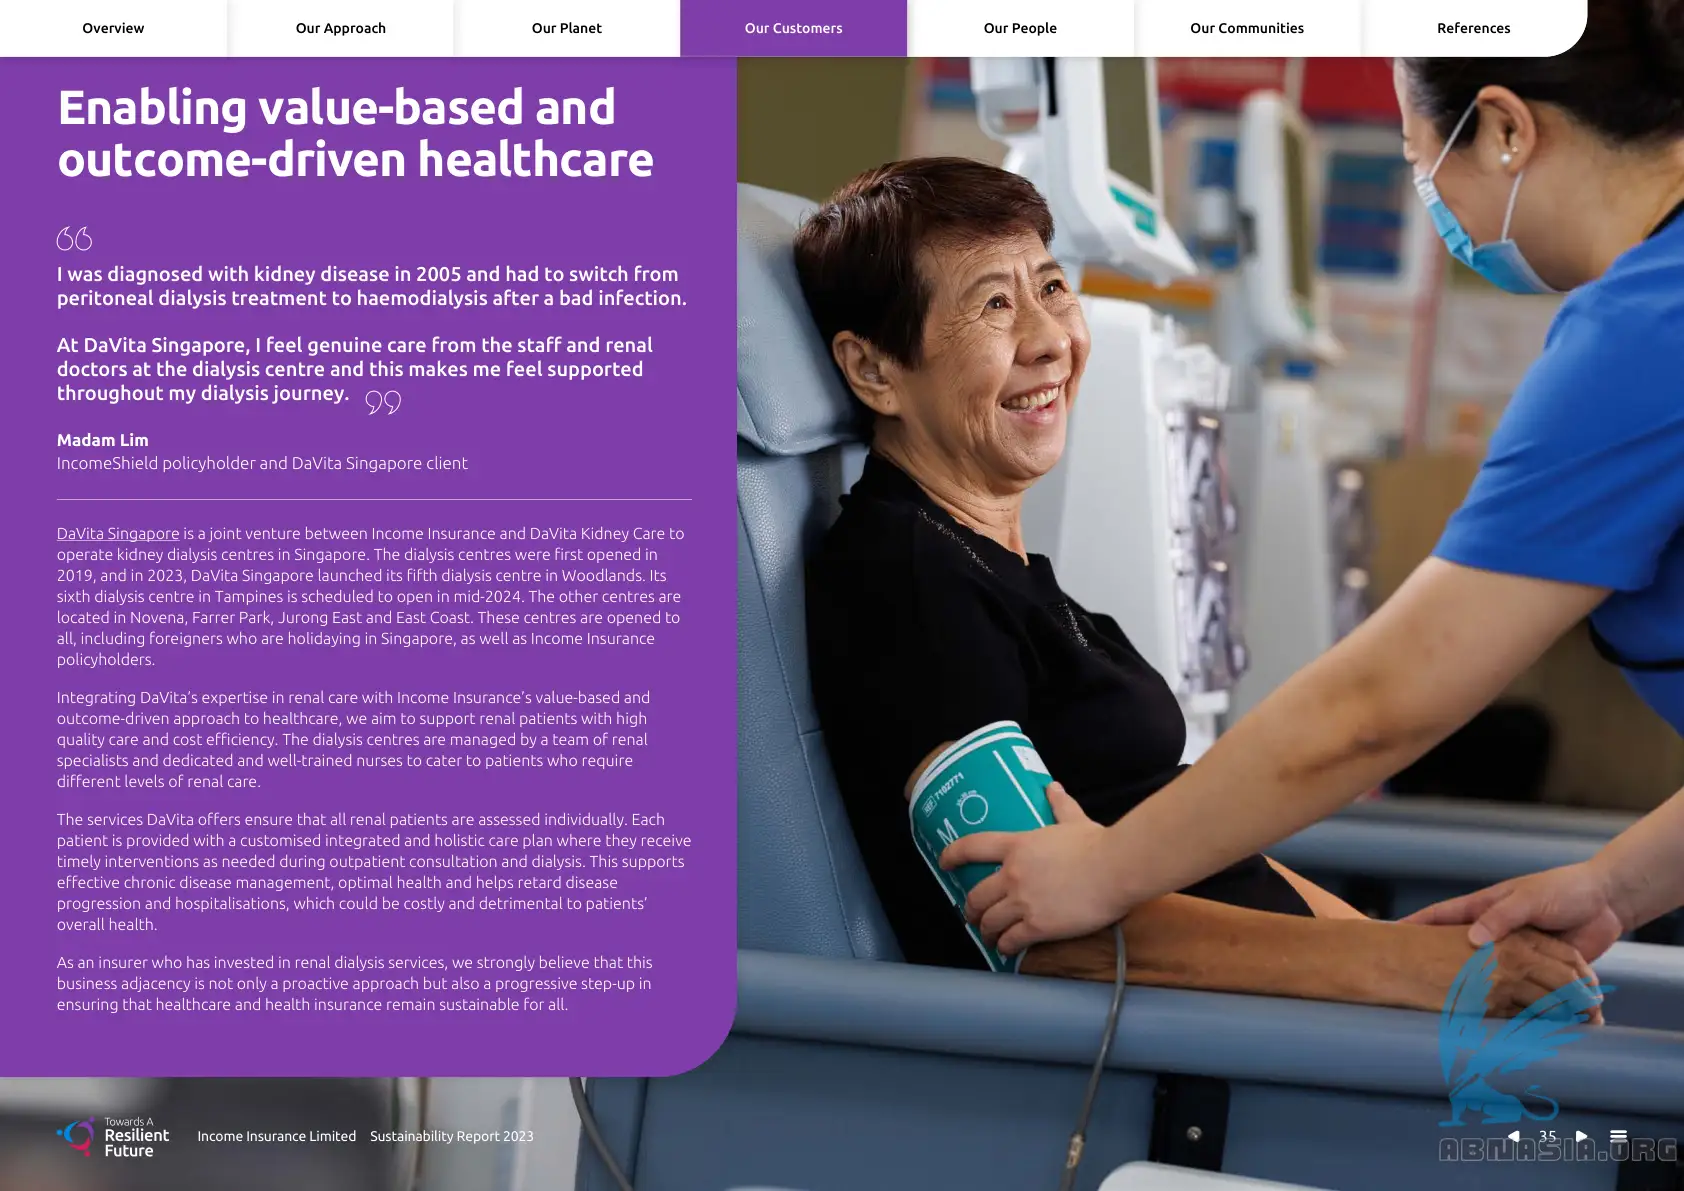 Overview
Our Approach
Our Planet
Our Customers
Our People
Our Communities
References
Enabling value-based and
outcome-driven healthcare
I was diagnosed with kidney disease in 2005 and had to switch from
peritoneal dialysis treatment to haemodialysis after a bad infection.
At DaVita Singapore, I feel genuine care from the staff and renal
doctors at the dialysis centre and this makes me feel supported
throughout my dialysis journey.
Madam Lim
IncomeShield policyholder and DaVita Singapore client
DaVita Singapore is a joint venture between Income Insurance and DaVita Kidney Care to
operate kidney dialysis centres in Singapore. The dialysis centres were first opened in
2019, and in 2023, DaVita Singapore launched its fifth dialysis centre in Woodlands. Its
sixth dialysis centre in Tampines is scheduled to open in mid-2024. The other centres are
located in Novena, Farrer Park, Jurong East and East Coast. These centres are opened to
all, including foreigners who are holidaying in Singapore, as well as Income Insurance
policyholders.
Integrating DaVita's expertise in renal care with Income Insurance's value-based and
outcome-driven approach to healthcare, we aim to support renal patients with high
quality care and cost efficiency. The dialysis centres are managed by a team of renal
specialists and dedicated and well-trained nurses to cater to patients who require
different levels of renal care.
The services DaVita offers ensure that all renal patients are assessed individually. Each
patient is provided with a customised integrated and holistic care plan where they receive
timely interventions as needed during outpatient consultation and dialysis. This supports
effective chronic disease management, optimal health and helps retard disease
progression and hospitalisations, which could be costly and detrimental to patients'
overall health.
As an insurer who has invested in renal dialysis services, we strongly believe that this
business adjacency is not only a proactive approach but also a progressive step-up in
ensuring that healthcare and health insurance remain sustainable for all.
REF 7102771
M
Towards A
Resilient
Future
Income Insurance Limited Sustainability Report 2023
35
ABNASIA.ORG